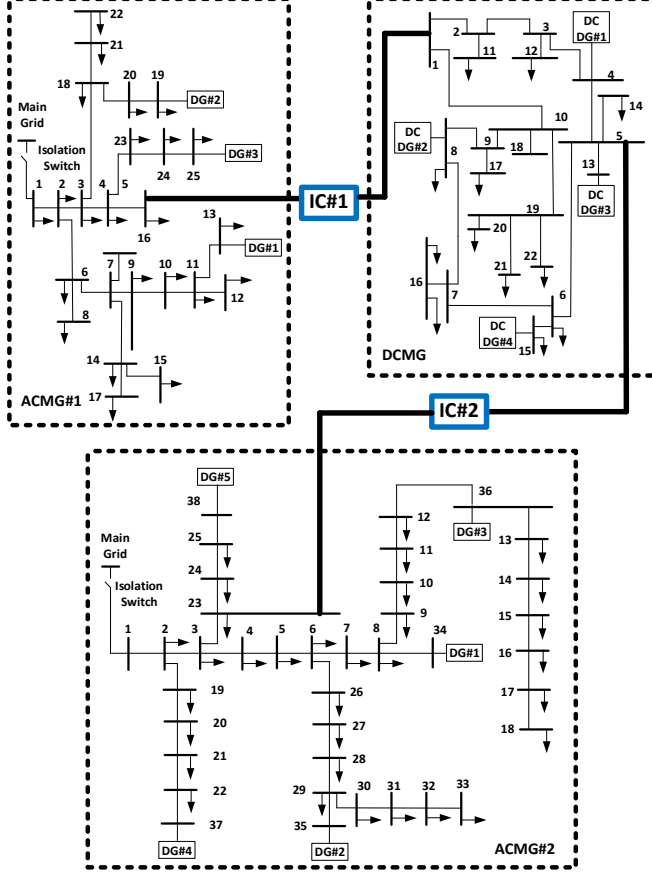 22
21
18
20
19
DG#2
Main
Grid
Isolation
Switch
23
24
25
DG#3
1
2
3
4
5
16
IC#1
13
DG#1
6
7
9
10
11
12
8
14
15
17
ACMG#1
DC
DG#1
1
2
3
11
12
4
14
5
10
DC
DG#2
8
9
17
18
13
DC
DG#3
19
20
21
22
16
7
6
DC
DG#4
15
DCMG
IC#2
DG#5
38
25
24
23
Main
Grid
Isolation
Switch
36
12
DG#3
11
10
9
13
14
15
16
17
18
1
2
3
4
5
6
7
8
34
DG#1
19
20
21
22
37
DG#4
26
27
28
29
30
31
32
33
35
DG#2
ACMG#2